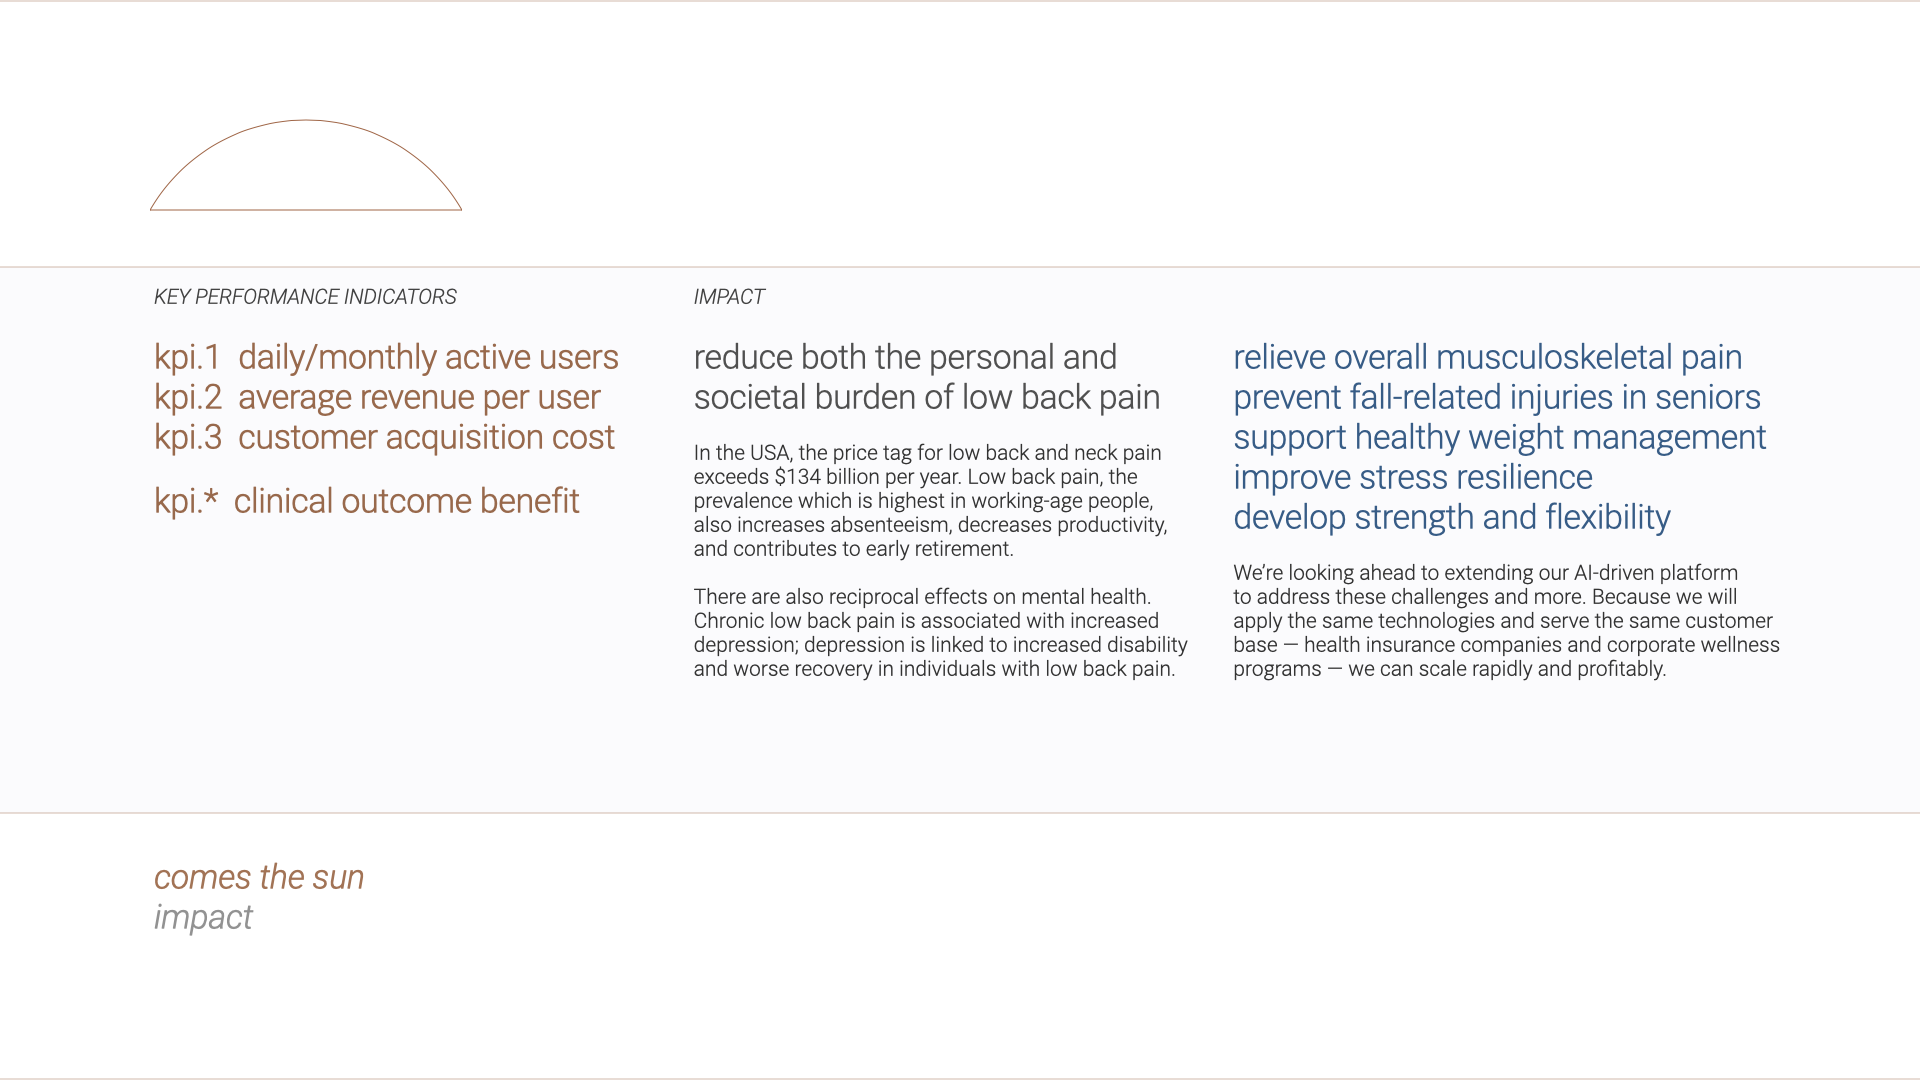 KEY PERFORMANCE INDICATORS
kpi.1 daily/monthly active users
kpi.2 average revenue per user
kpi.3 customer acquisition cost
kpi.* clinical outcome benefit
IMPACT
reduce both the personal and
societal burden of low back pain
In the USA, the price tag for low back and neck pain
exceeds $134 billion per year. Low back pain, the
prevalence which is highest in working-age people,
also increases absenteeism, decreases productivity,
and contributes to early retirement.
There are also reciprocal effects on mental health.
Chronic low back pain is associated with increased
depression; depression is linked to increased disability
and worse recovery in individuals with low back pain.
relieve overall musculoskeletal pain
prevent fall-related injuries in seniors
support healthy weight management
improve stress resilience
develop strength and flexibility
We’re looking ahead to extending our AI-driven platform
to address these challenges and more. Because we will
apply the same technologies and serve the same customer
base — health insurance companies and corporate wellness
programs — we can scale rapidly and profitably.
comes the sun
impact